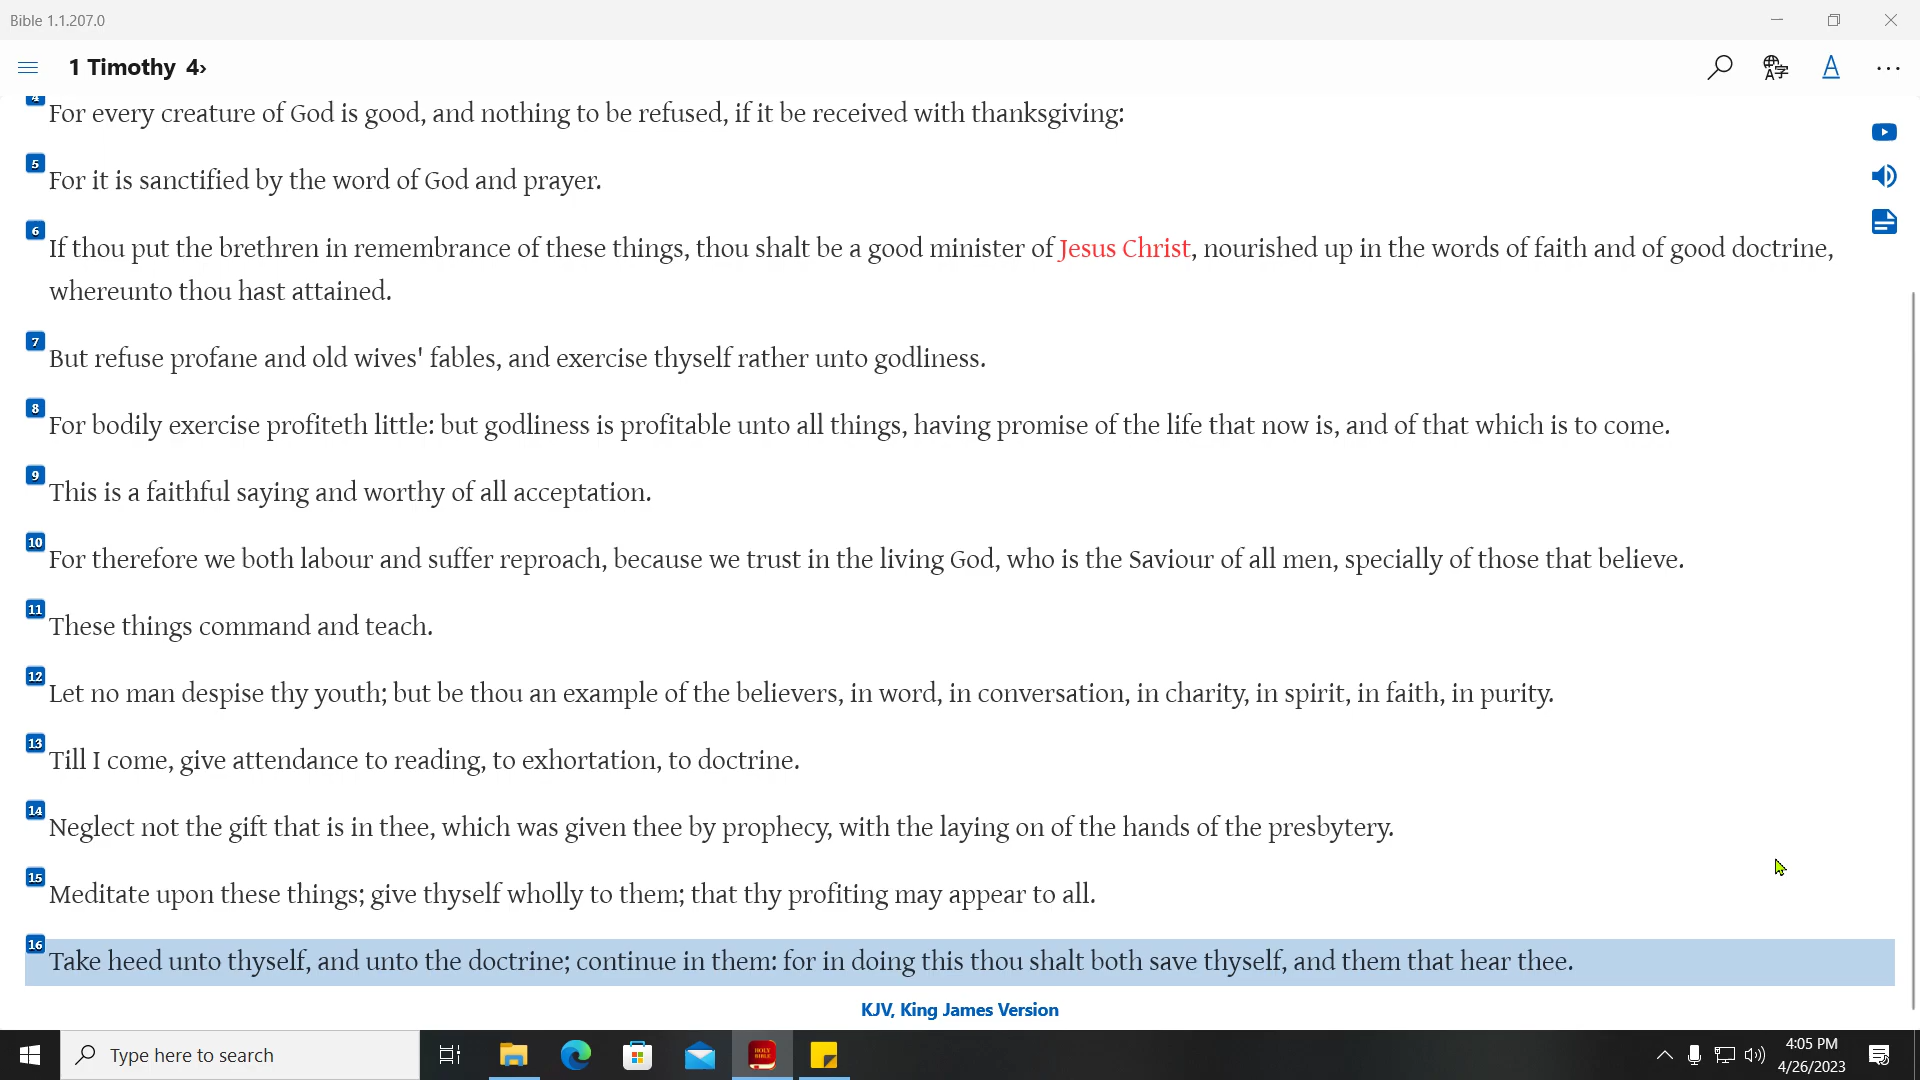 Bible 1.1.207.0
1 Timothy 4›
4 For every creature of God is good, and nothing to be refused, if it be received with thanksgiving:
5 For it is sanctified by the word of God and prayer.
6 If thou put the brethren in remembrance of these things, thou shalt be a good minister of Jesus Christ, nourished up in the words of faith and of good doctrine,
whereunto thou hast attained.
7 But refuse profane and old wives' fables, and exercise thyself rather unto godliness.
8 For bodily exercise profiteth little: but godliness is profitable unto all things, having promise of the life that now is, and of that which is to come.
9 This is a faithful saying and worthy of all acceptation.
10 For therefore we both labour and suffer reproach, because we trust in the living God, who is the Saviour of all men, specially of those that believe.
11 These things command and teach.
12 Let no man despise thy youth; but be thou an example of the believers, in word, in conversation, in charity, in spirit, in faith, in purity.
13 Till I come, give attendance to reading, to exhortation, to doctrine.
14 Neglect not the gift that is in thee, which was given thee by prophecy, with the laying on of the hands of the presbytery.
15 Meditate upon these things; give thyself wholly to them; that thy profiting may appear to all.
16 Take heed unto thyself, and unto the doctrine; continue in them: for in doing this thou shalt both save thyself, and them that hear thee.
KJV, King James Version
Type here to search
HOLY BIBLE
4:05 PM
4/26/2023